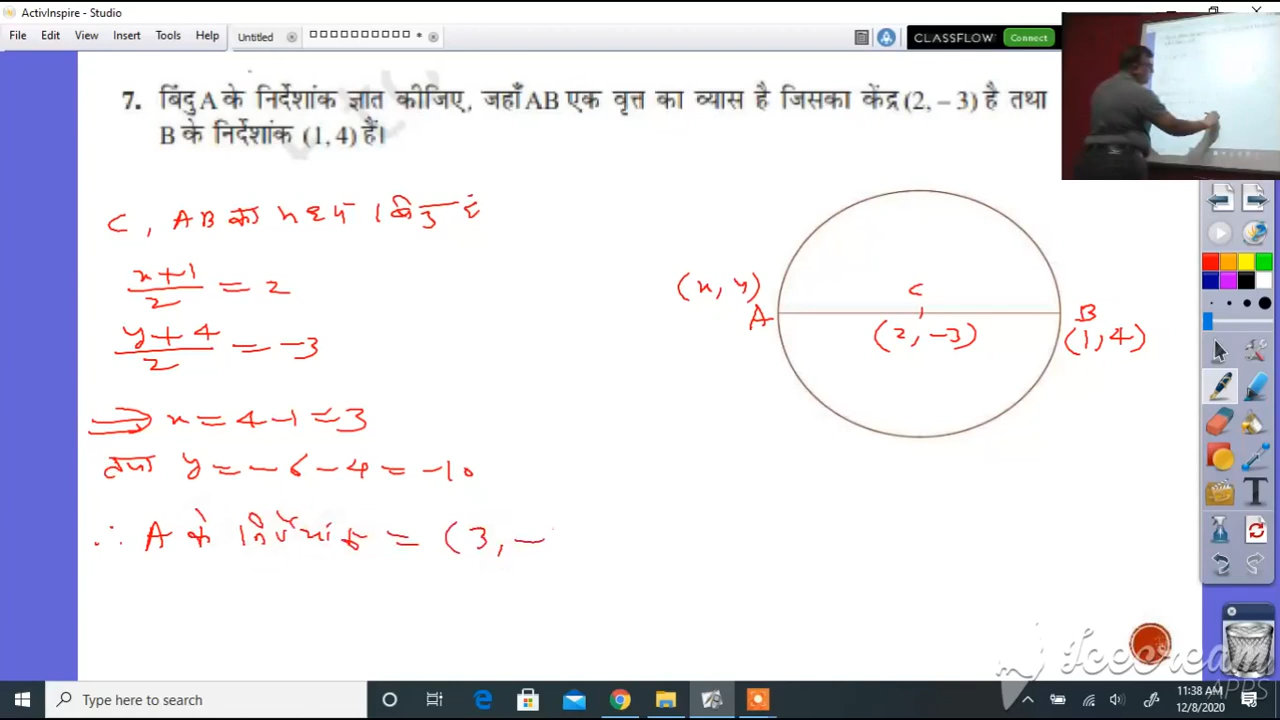 ActivInspire - Studio
File Edit View Insert Tools Help Untitled □□□□□□□□□□ * CLASSFLOW Connect
7. बिंदु A के निर्देशांक ज्ञात कीजिए, जहाँ AB एक वृत्त का व्यास है जिसका केंद्र (2, – 3) है तथा
B के निर्देशांक (1, 4) हैं।
C, AB का मध्य बिन्दु है
x+1/2 = 2
y+4/2 = -3
⇒ x = 4-1 = 3
तथा y = -6-4 = -10
∴ A के निर्देशांक = (3, -
(x, y)
A
C
(2, -3)
B
(1, 4)
Icecream
APPS
Type here to search
11:38 AM
12/8/2020